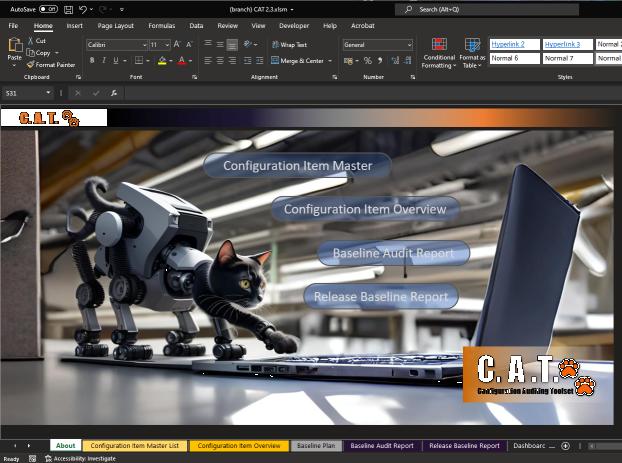 AutoSave Off (branch) CAT 2.3.xlsm Search (Alt+Q)
File Home Insert Page Layout Formulas Data Review View Developer Help Acrobat
Paste
Cut
Copy
Format Painter
Calibri 11
B I U
Wrap Text
Merge & Center
General
$ % 9
Conditional Formatting
Format as Table
Hyperlink 2 Hyperlink 3 Normal 2
Normal 6 Normal 7 Normal
Clipboard Font Alignment Number Styles
S31 fx
C.A.T.
Configuration Item Master
Configuration Item Overview
Baseline Audit Report
Release Baseline Report
C.A.T.
Configuration Auditing Toolset
About Configuration Item Master List Configuration Item Overview Baseline Plan Baseline Audit Report Release Baseline Report Dashboarc ...
Ready Accessibility: Investigate